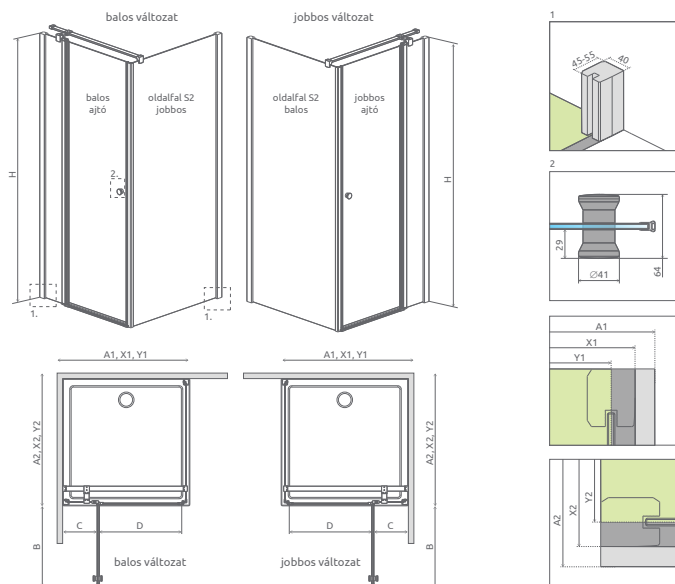 balos változat
jobbos változat
H
balos
ajtó
oldalfal S2
jobbos
2.
1.
1.
oldalfal S2
balos
jobbos
ajtó
H
A1, X1, Y1
A2, X2, Y2
C
D
B
balos változat
A1, X1, Y1
A2, X2, Y2
D
C
B
jobbos változat
1
45-55
40
2
29
Ø41
64
A1
X1
Y1
A2
X2
Y2